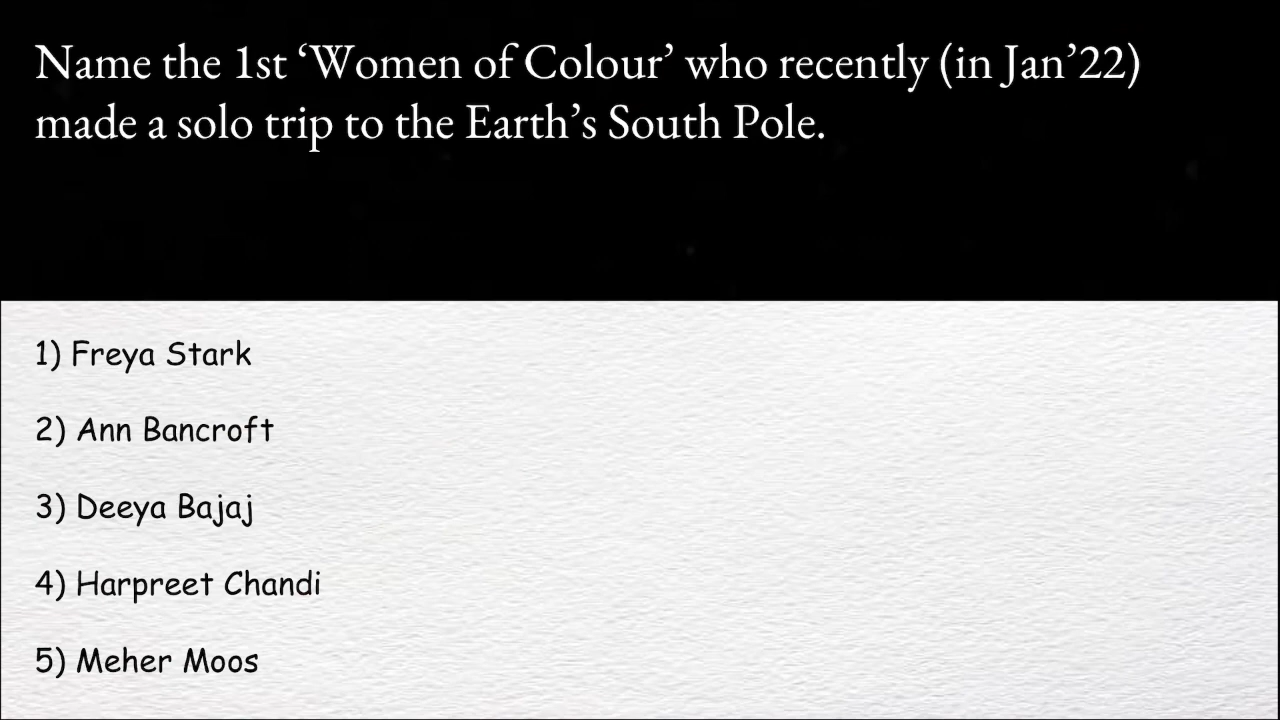 Name the 1st ‘Women of Colour’ who recently (in Jan’22)
made a solo trip to the Earth’s South Pole.
1) Freya Stark
2) Ann Bancroft
3) Deeya Bajaj
4) Harpreet Chandi
5) Meher Moos